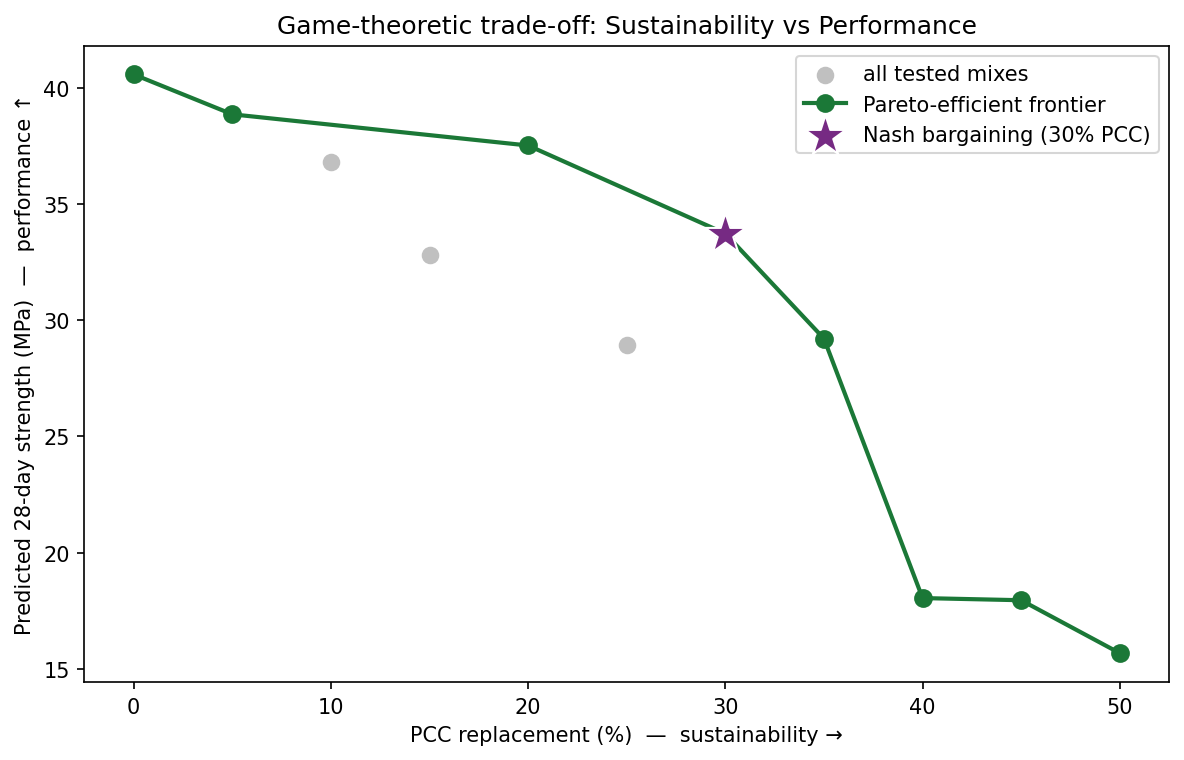 Game-theoretic trade-off: Sustainability vs Performance
all tested mixes
Pareto-efficient frontier
Nash bargaining (30% PCC)
Predicted 28-day strength (MPa)  —  performance ↑
40
35
30
25
20
15
0 10 20 30 40 50
PCC replacement (%)  —  sustainability →